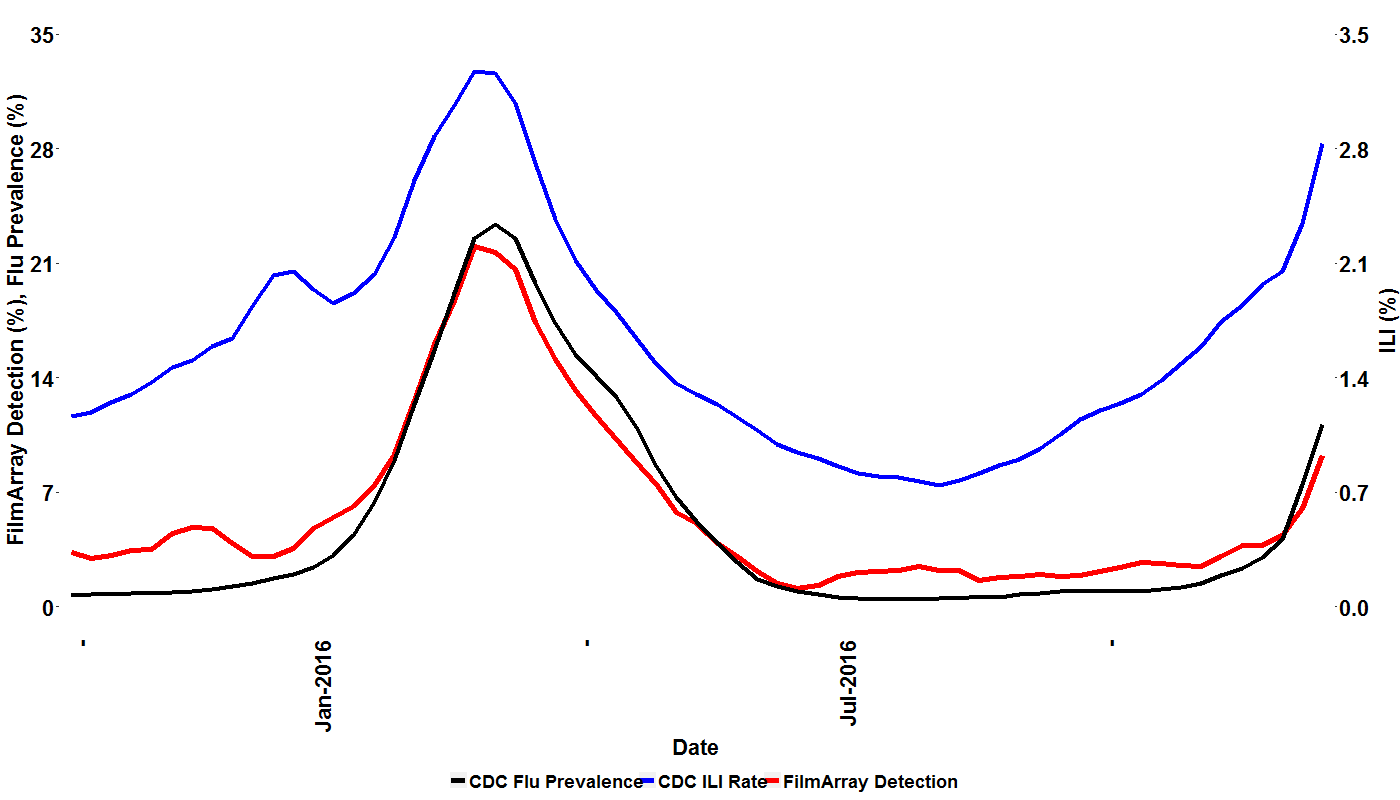 FilmArray Detection (%), Flu Prevalence (%)
35
28
21
14
7
0
3.5
2.8
2.1
1.4
0.7
0.0
ILI (%)
-
Jan-2016
-
Jul-2016
-
Date
CDC Flu Prevalence CDC ILI Rate FilmArray Detection